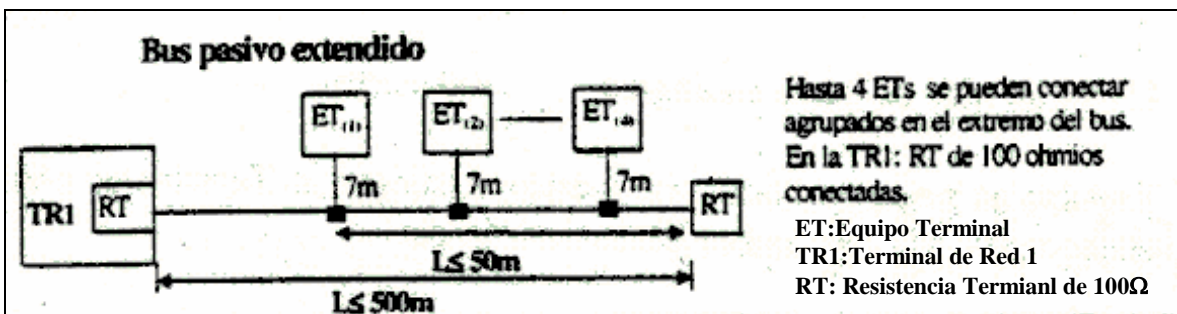 Bus pasivo extendido
ET(1)
ET(2)
ET(4)
Hasta 4 ETs se pueden conectar
agrupados en el extremo del bus.
En la TR1: RT de 100 ohmios
conectadas.
TR1
RT
7m
7m
7m
RT
ET:Equipo Terminal
TR1:Terminal de Red 1
RT: Resistencia Termianl de 100Ω
L≤ 50m
L≤ 500m